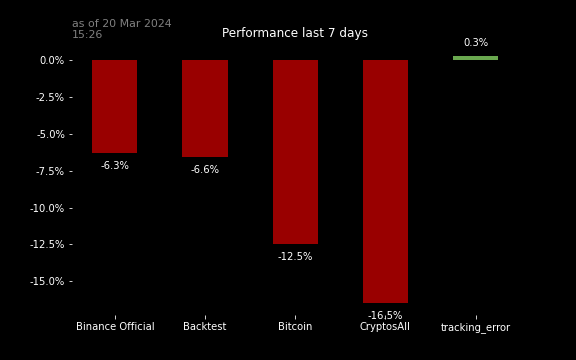 as of 20 Mar 2024
15:26
Performance last 7 days
0.3%
0.0%
-2.5%
-5.0%
-7.5%
-10.0%
-12.5%
-15.0%
-6.3%
-6.6%
-12.5%
-16.5%
Binance Official
Backtest
Bitcoin
CryptosAll
tracking_error